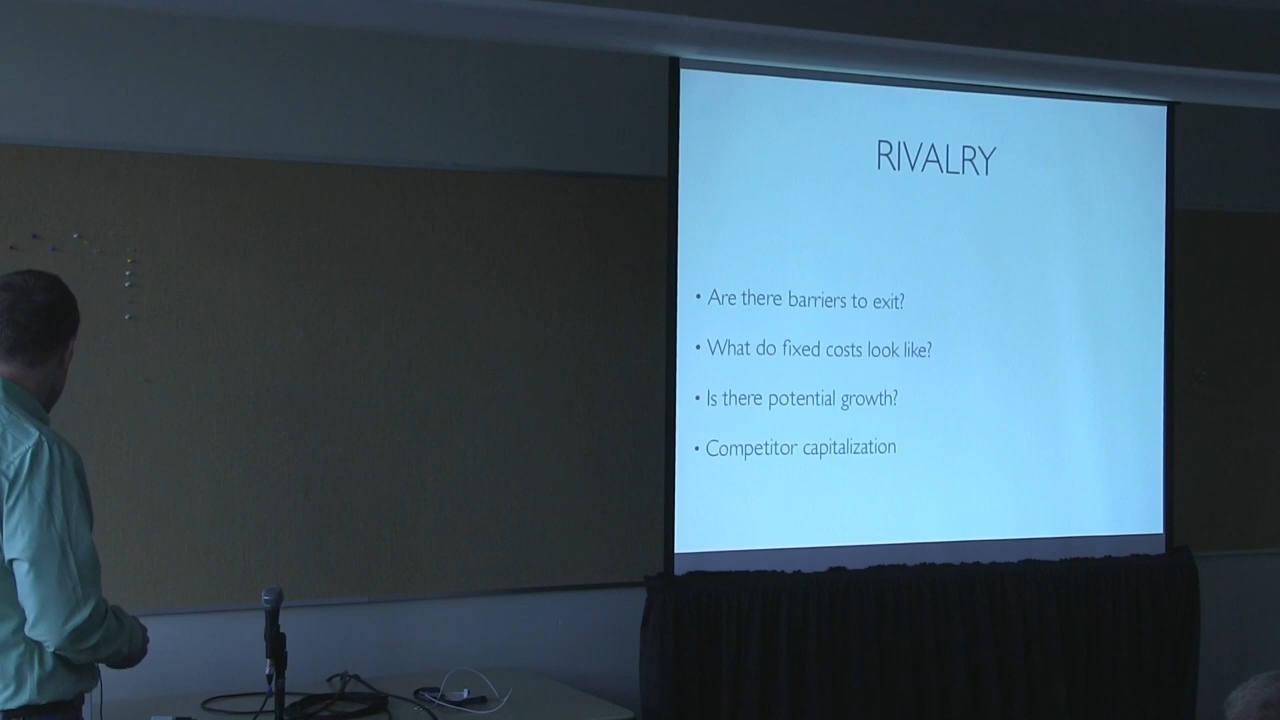 RIVALRY
• Are there barriers to exit?
• What do fixed costs look like?
• Is there potential growth?
• Competitor capitalization